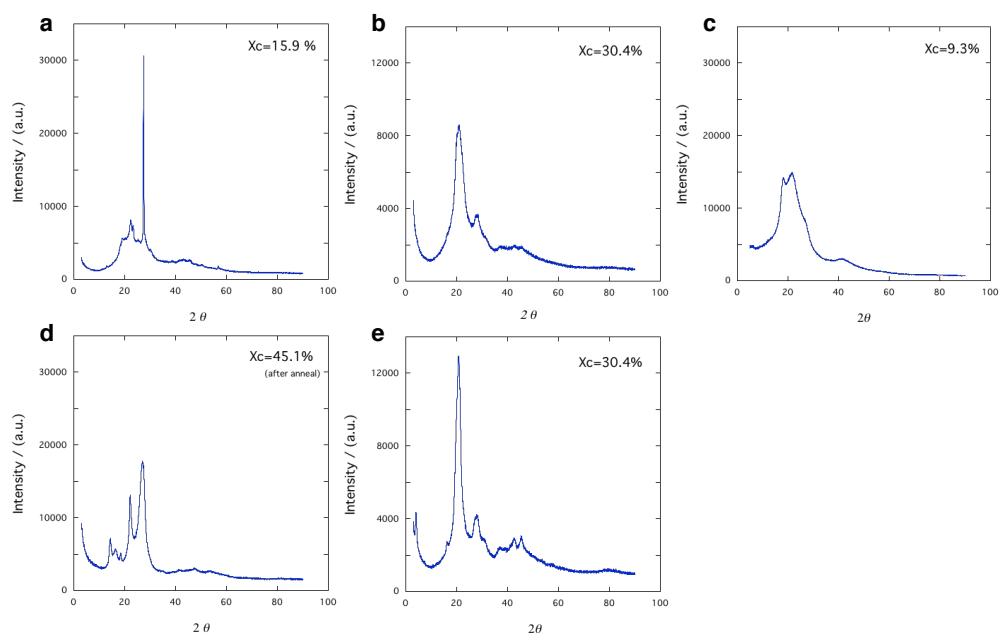 a
Xc=15.9 %
Intensity / (a.u.)
30000
20000
10000
0
0 20 40 60 80 100
2 θ
b
Xc=30.4%
Intensity / (a.u.)
12000
8000
4000
0
0 20 40 60 80 100
2 θ
c
Xc=9.3%
Intensity / (a.u.)
30000
20000
10000
0
0 20 40 60 80 100
2θ
d
Xc=45.1%
(after anneal)
Intensity / (a.u.)
30000
20000
10000
0
0 20 40 60 80 100
2 θ
e
Xc=30.4%
Intensity / (a.u.)
12000
8000
4000
0
0 20 40 60 80 100
2θ